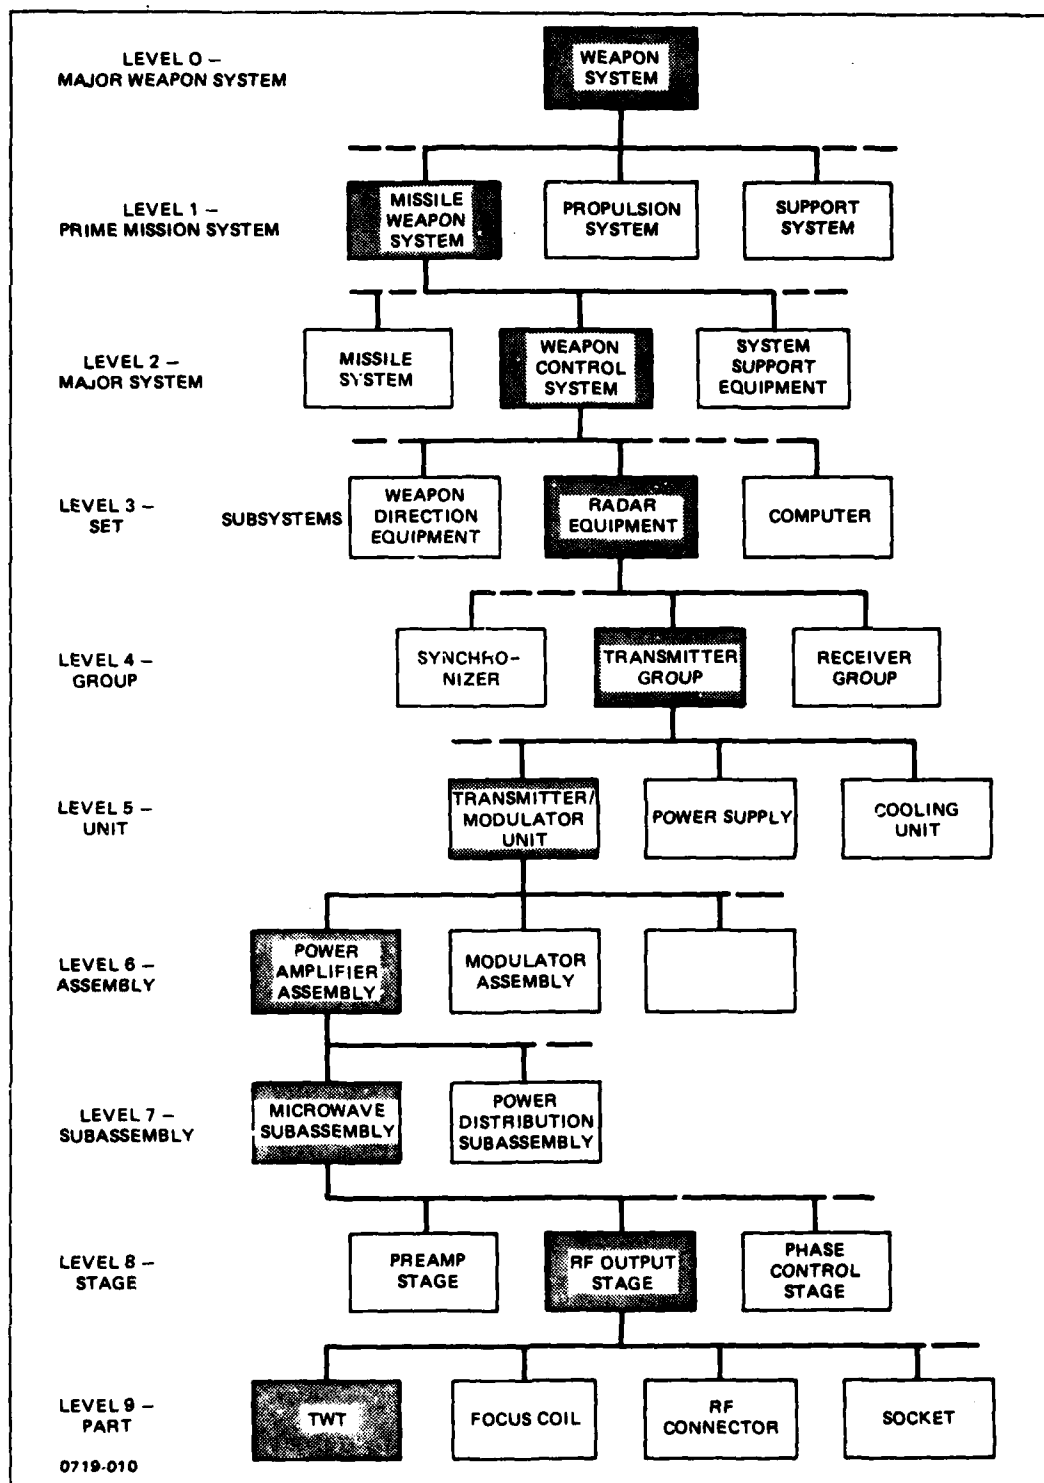 LEVEL 0 –
MAJOR WEAPON SYSTEM
WEAPON
SYSTEM
LEVEL 1 –
PRIME MISSION SYSTEM
MISSILE
WEAPON
SYSTEM
PROPULSION
SYSTEM
SUPPORT
SYSTEM
LEVEL 2 –
MAJOR SYSTEM
MISSILE
SYSTEM
WEAPON
CONTROL
SYSTEM
SYSTEM
SUPPORT
EQUIPMENT
LEVEL 3 –
SET
SUBSYSTEMS
WEAPON
DIRECTION
EQUIPMENT
RADAR
EQUIPMENT
COMPUTER
LEVEL 4 –
GROUP
SYNCHRO-
NIZER
TRANSMITTER
GROUP
RECEIVER
GROUP
LEVEL 5 –
UNIT
TRANSMITTER/
MODULATOR
UNIT
POWER SUPPLY
COOLING
UNIT
LEVEL 6 –
ASSEMBLY
POWER
AMPLIFIER
ASSEMBLY
MODULATOR
ASSEMBLY
LEVEL 7 –
SUBASSEMBLY
MICROWAVE
SUBASSEMBLY
POWER
DISTRIBUTION
SUBASSEMBLY
LEVEL 8 –
STAGE
PREAMP
STAGE
RF OUTPUT
STAGE
PHASE
CONTROL
STAGE
LEVEL 9 –
PART
TWT
FOCUS COIL
RF
CONNECTOR
SOCKET
0719-010